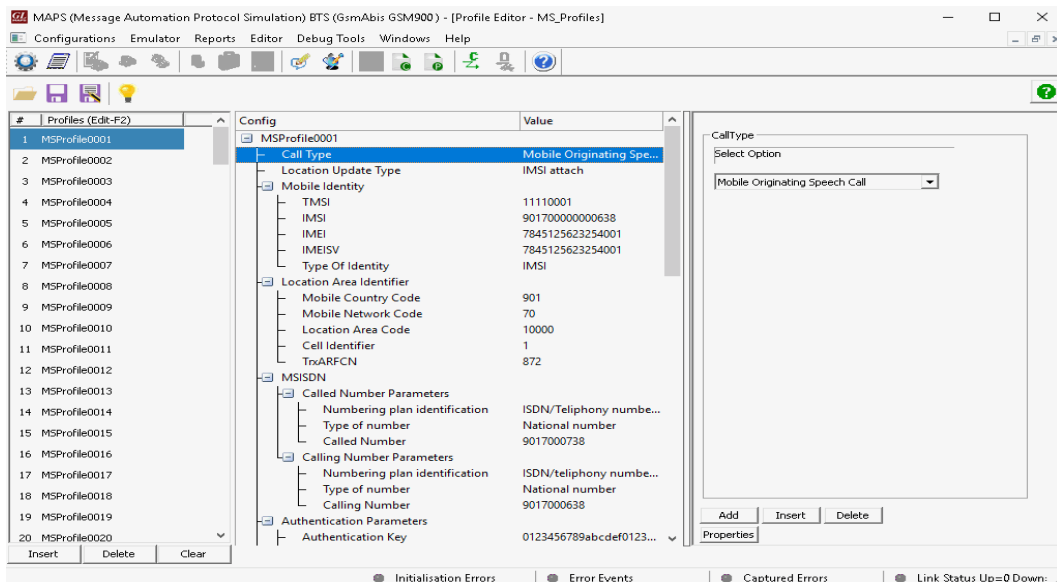 MAPS (Message Automation Protocol Simulation) BTS (GsmAbis GSM900 ) - [Profile Editor - MS_Profiles]
Configurations Emulator Reports Editor Debug Tools Windows Help
# Profiles (Edit-F2)
1 MSProfile0001
2 MSProfile0002
3 MSProfile0003
4 MSProfile0004
5 MSProfile0005
6 MSProfile0006
7 MSProfile0007
8 MSProfile0008
9 MSProfile0009
10 MSProfile0010
11 MSProfile0011
12 MSProfile0012
13 MSProfile0013
14 MSProfile0014
15 MSProfile0015
16 MSProfile0016
17 MSProfile0017
18 MSProfile0018
19 MSProfile0019
20 MSProfile0020
Insert Delete Clear
Config Value
MSProfile0001
Call Type Mobile Originating Spe...
Location Update Type IMSI attach
Mobile Identity
TMSI 11110001
IMSI 901700000000638
IMEI 7845125623254001
IMEISV 7845125623254001
Type Of Identity IMSI
Location Area Identifier
Mobile Country Code 901
Mobile Network Code 70
Location Area Code 10000
Cell Identifier 1
TrxARFCN 872
MSISDN
Called Number Parameters
Numbering plan identification ISDN/Teliphony numbe...
Type of number National number
Called Number 9017000738
Calling Number Parameters
Numbering plan identification ISDN/teliphony numbe...
Type of number National number
Calling Number 9017000638
Authentication Parameters
Authentication Key 0123456789abcdef0123...
CallType
Select Option
Mobile Originating Speech Call
Add Insert Delete
Properties
Initialisation Errors Error Events Captured Errors Link Status Up=0 Down=